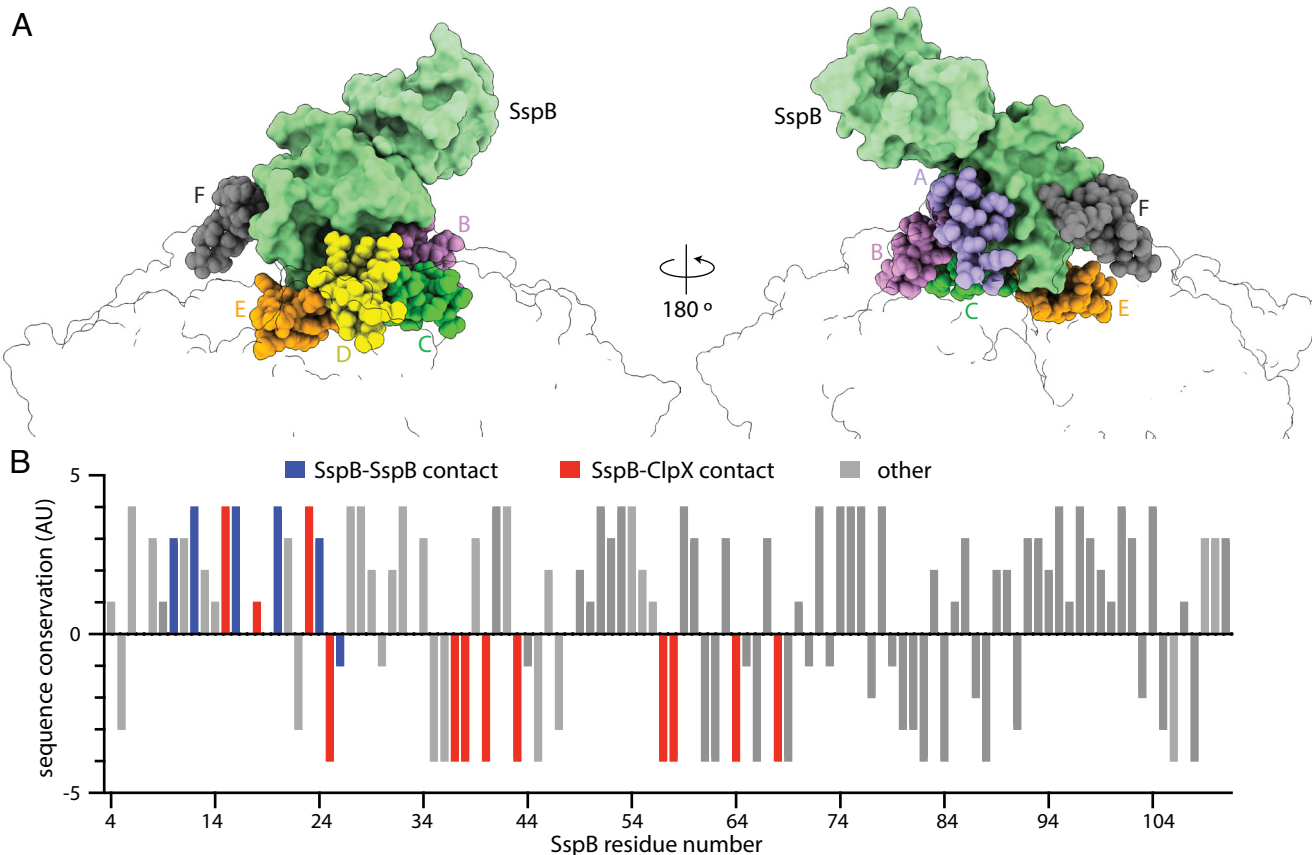 A
SspB
F
B
E
D
C
180 o
SspB
A
B
C
F
E
B
SspB-SspB contact SspB-ClpX contact other
sequence conservation (AU)
5
0
-5
4 14 24 34 44 54 64 74 84 94 104
SspB residue number